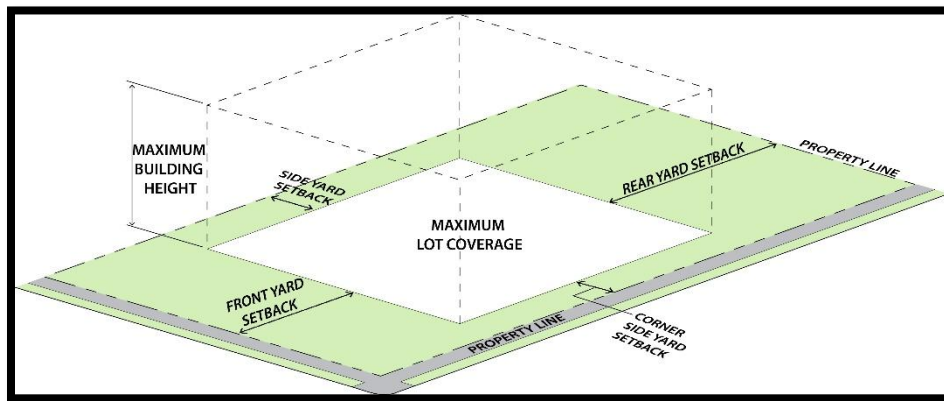 MAXIMUM
BUILDING
HEIGHT
SIDE YARD
SETBACK
REAR YARD SETBACK
PROPERTY LINE
MAXIMUM
LOT COVERAGE
FRONT YARD
SETBACK
PROPERTY LINE
CORNER
SIDE YARD
SETBACK